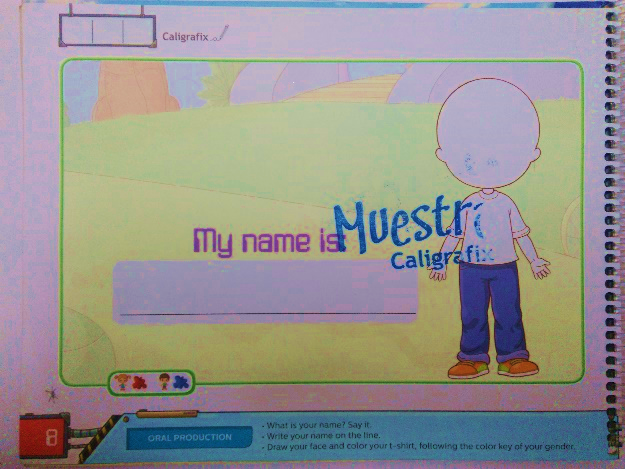 Caligrafix
My name is:
Muestra
Caligrafix
8
ORAL PRODUCTION
• What is your name? Say it.
• Write your name on the line.
• Draw your face and color your t-shirt, following the color key of your gender.